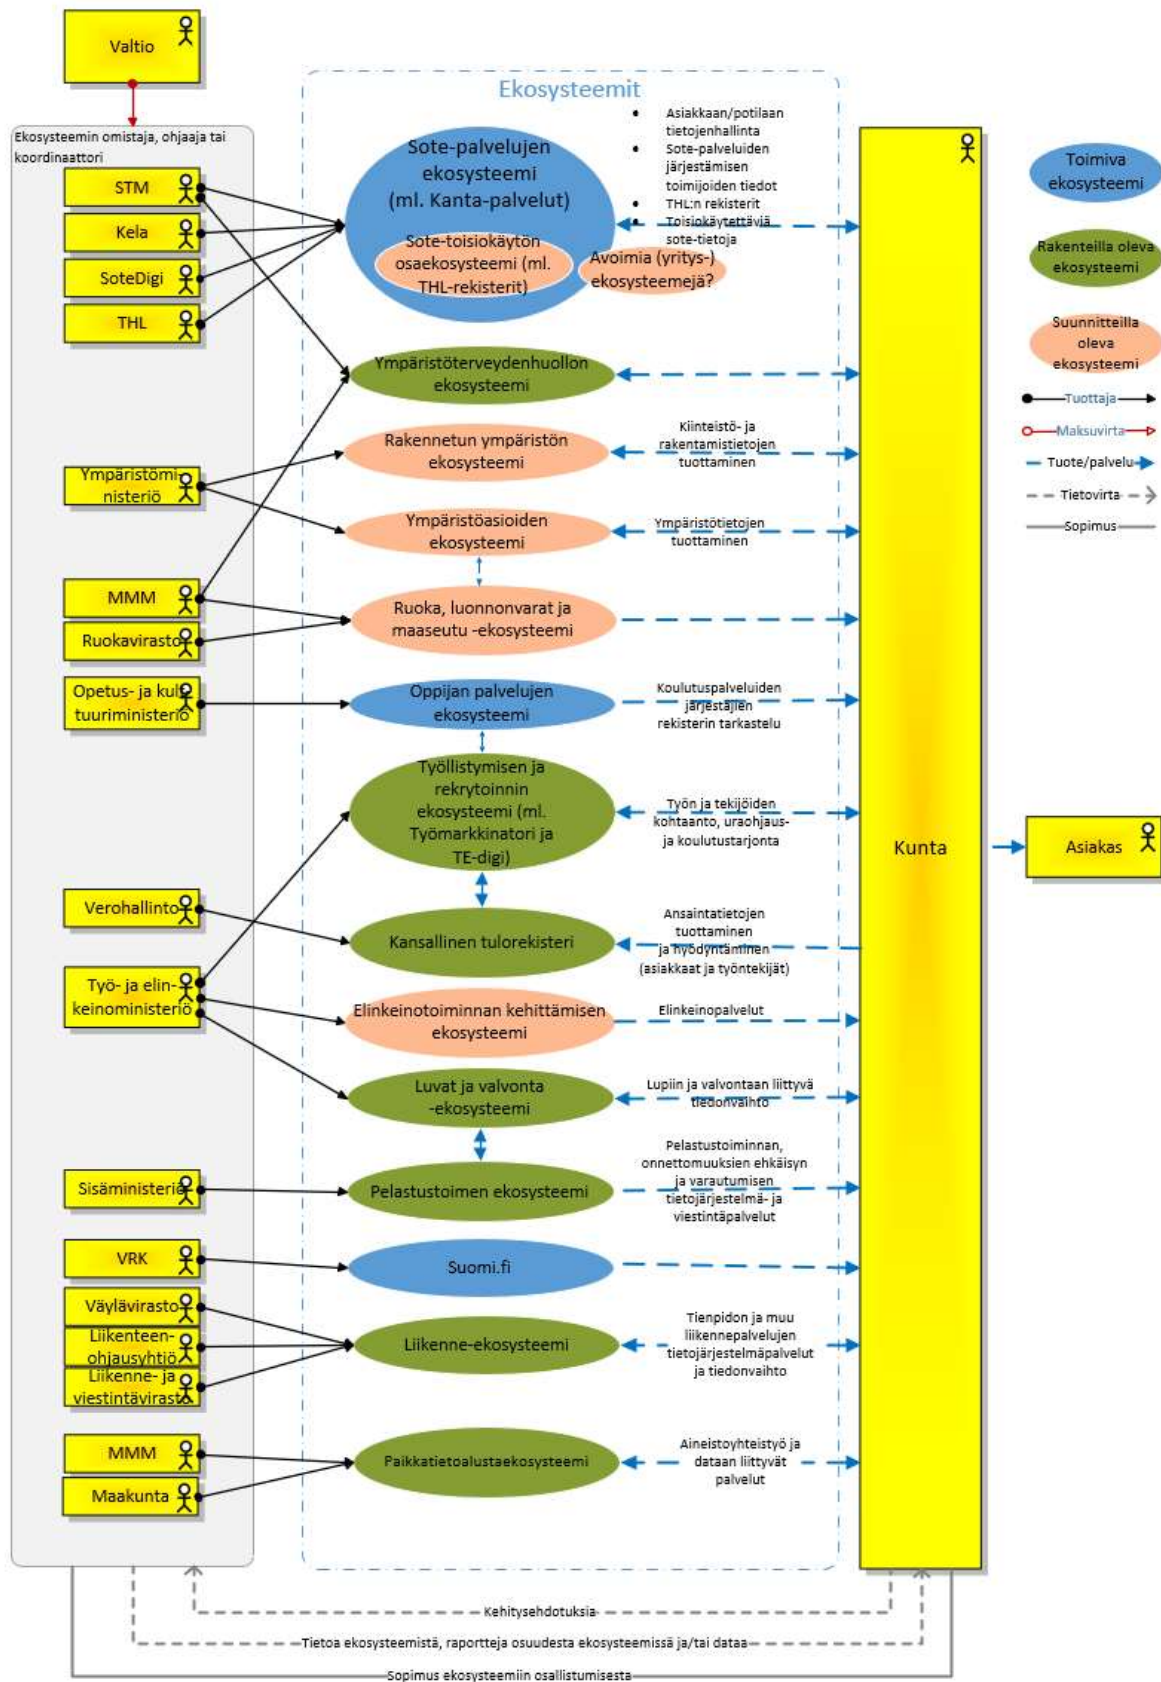 Valtio
Ekosysteemin omistaja, ohjaaja tai
koordinaattori
STM
Kela
SoteDigi
THL
Ympäristömi-
nisteriö
MMM
Ruokavirasto
Opetus- ja kult-
tuuriministeriö
Verohallinto
Työ- ja elin-
keinoministeriö
Sisäministeriö
VRK
Väylävirasto
Liikenteen-
ohjausyhtiö
Liikenne- ja
viestintävirasto
MMM
Maakunta
Ekosysteemit
Sote-palvelujen
ekosysteemi
(ml. Kanta-palvelut)
Sote-toisiokäytön
osaekosysteemi (ml.
THL-rekisterit)
Avoimia (yritys-)
ekosysteemejä?
• Asiakkaan/potilaan
tietojenhallinta
• Sote-palveluiden
järjestämisen
toimijoiden tiedot
• THL:n rekisterit
• Toisiokäytettäviä
sote-tietoja
Ympäristöterveydenhuollon
ekosysteemi
Rakennetun ympäristön
ekosysteemi
Kiinteistö- ja
rakentamistietojen
tuottaminen
Ympäristöasioiden
ekosysteemi
Ympäristötietojen
tuottaminen
Ruoka, luonnonvarat ja
maaseutu -ekosysteemi
Oppijan palvelujen
ekosysteemi
Koulutuspalveluiden
järjestäjien
rekisterin tarkastelu
Työllistymisen ja
rekrytoinnin
ekosysteemi (ml.
Työmarkkinatori ja
TE-digi)
Työn ja tekijöiden
kohtaanto, uraohjaus-
ja koulutustarjonta
Kansallinen tulorekisteri
Ansaintatietojen
tuottaminen
ja hyödyntäminen
(asiakkaat ja työntekijät)
Elinkeinotoiminnan kehittämisen
ekosysteemi
Elinkeinopalvelut
Luvat ja valvonta
-ekosysteemi
Lupiin ja valvontaan liittyvä
tiedonvaihto
Pelastustoimen ekosysteemi
Pelastustoiminnan,
onnettomuuksien ehkäisyn
ja varautumisen
tietojärjestelmä- ja
viestintäpalvelut
Suomi.fi
Liikenne-ekosysteemi
Tienpidon ja muu
liikennepalvelujen
tietojärjestelmäpalvelut
ja tiedonvaihto
Paikkatietoalustaekosysteemi
Aineistoyhteistyö ja
dataan liittyvät
palvelut
Kunta
Asiakas
Toimiva
ekosysteemi
Rakenteilla oleva
ekosysteemi
Suunnitteilla
oleva
ekosysteemi
Tuottaja
Maksuvirta
Tuote/palvelu
Tietovirta
Sopimus
Kehitysehdotuksia
Tietoa ekosysteemistä, raportteja osuudesta ekosysteemissä ja/tai dataa
Sopimus ekosysteemiin osallistumisesta